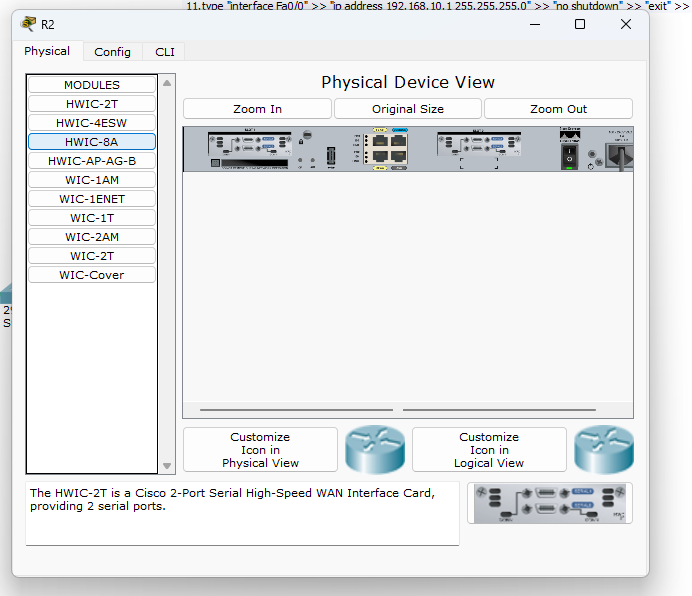 11.type "interface Fa0/0" >> "ip address 192.168.10.1 255.255.255.0" >> "no shutdown" >> "exit" >>
R2
Physical
Config
CLI
MODULES
HWIC-2T
HWIC-4ESW
HWIC-8A
HWIC-AP-AG-B
WIC-1AM
WIC-1ENET
WIC-1T
WIC-2AM
WIC-2T
WIC-Cover
Physical Device View
Zoom In
Original Size
Zoom Out
Customize
Icon in
Physical View
Customize
Icon in
Logical View
The HWIC-2T is a Cisco 2-Port Serial High-Speed WAN Interface Card,
providing 2 serial ports.